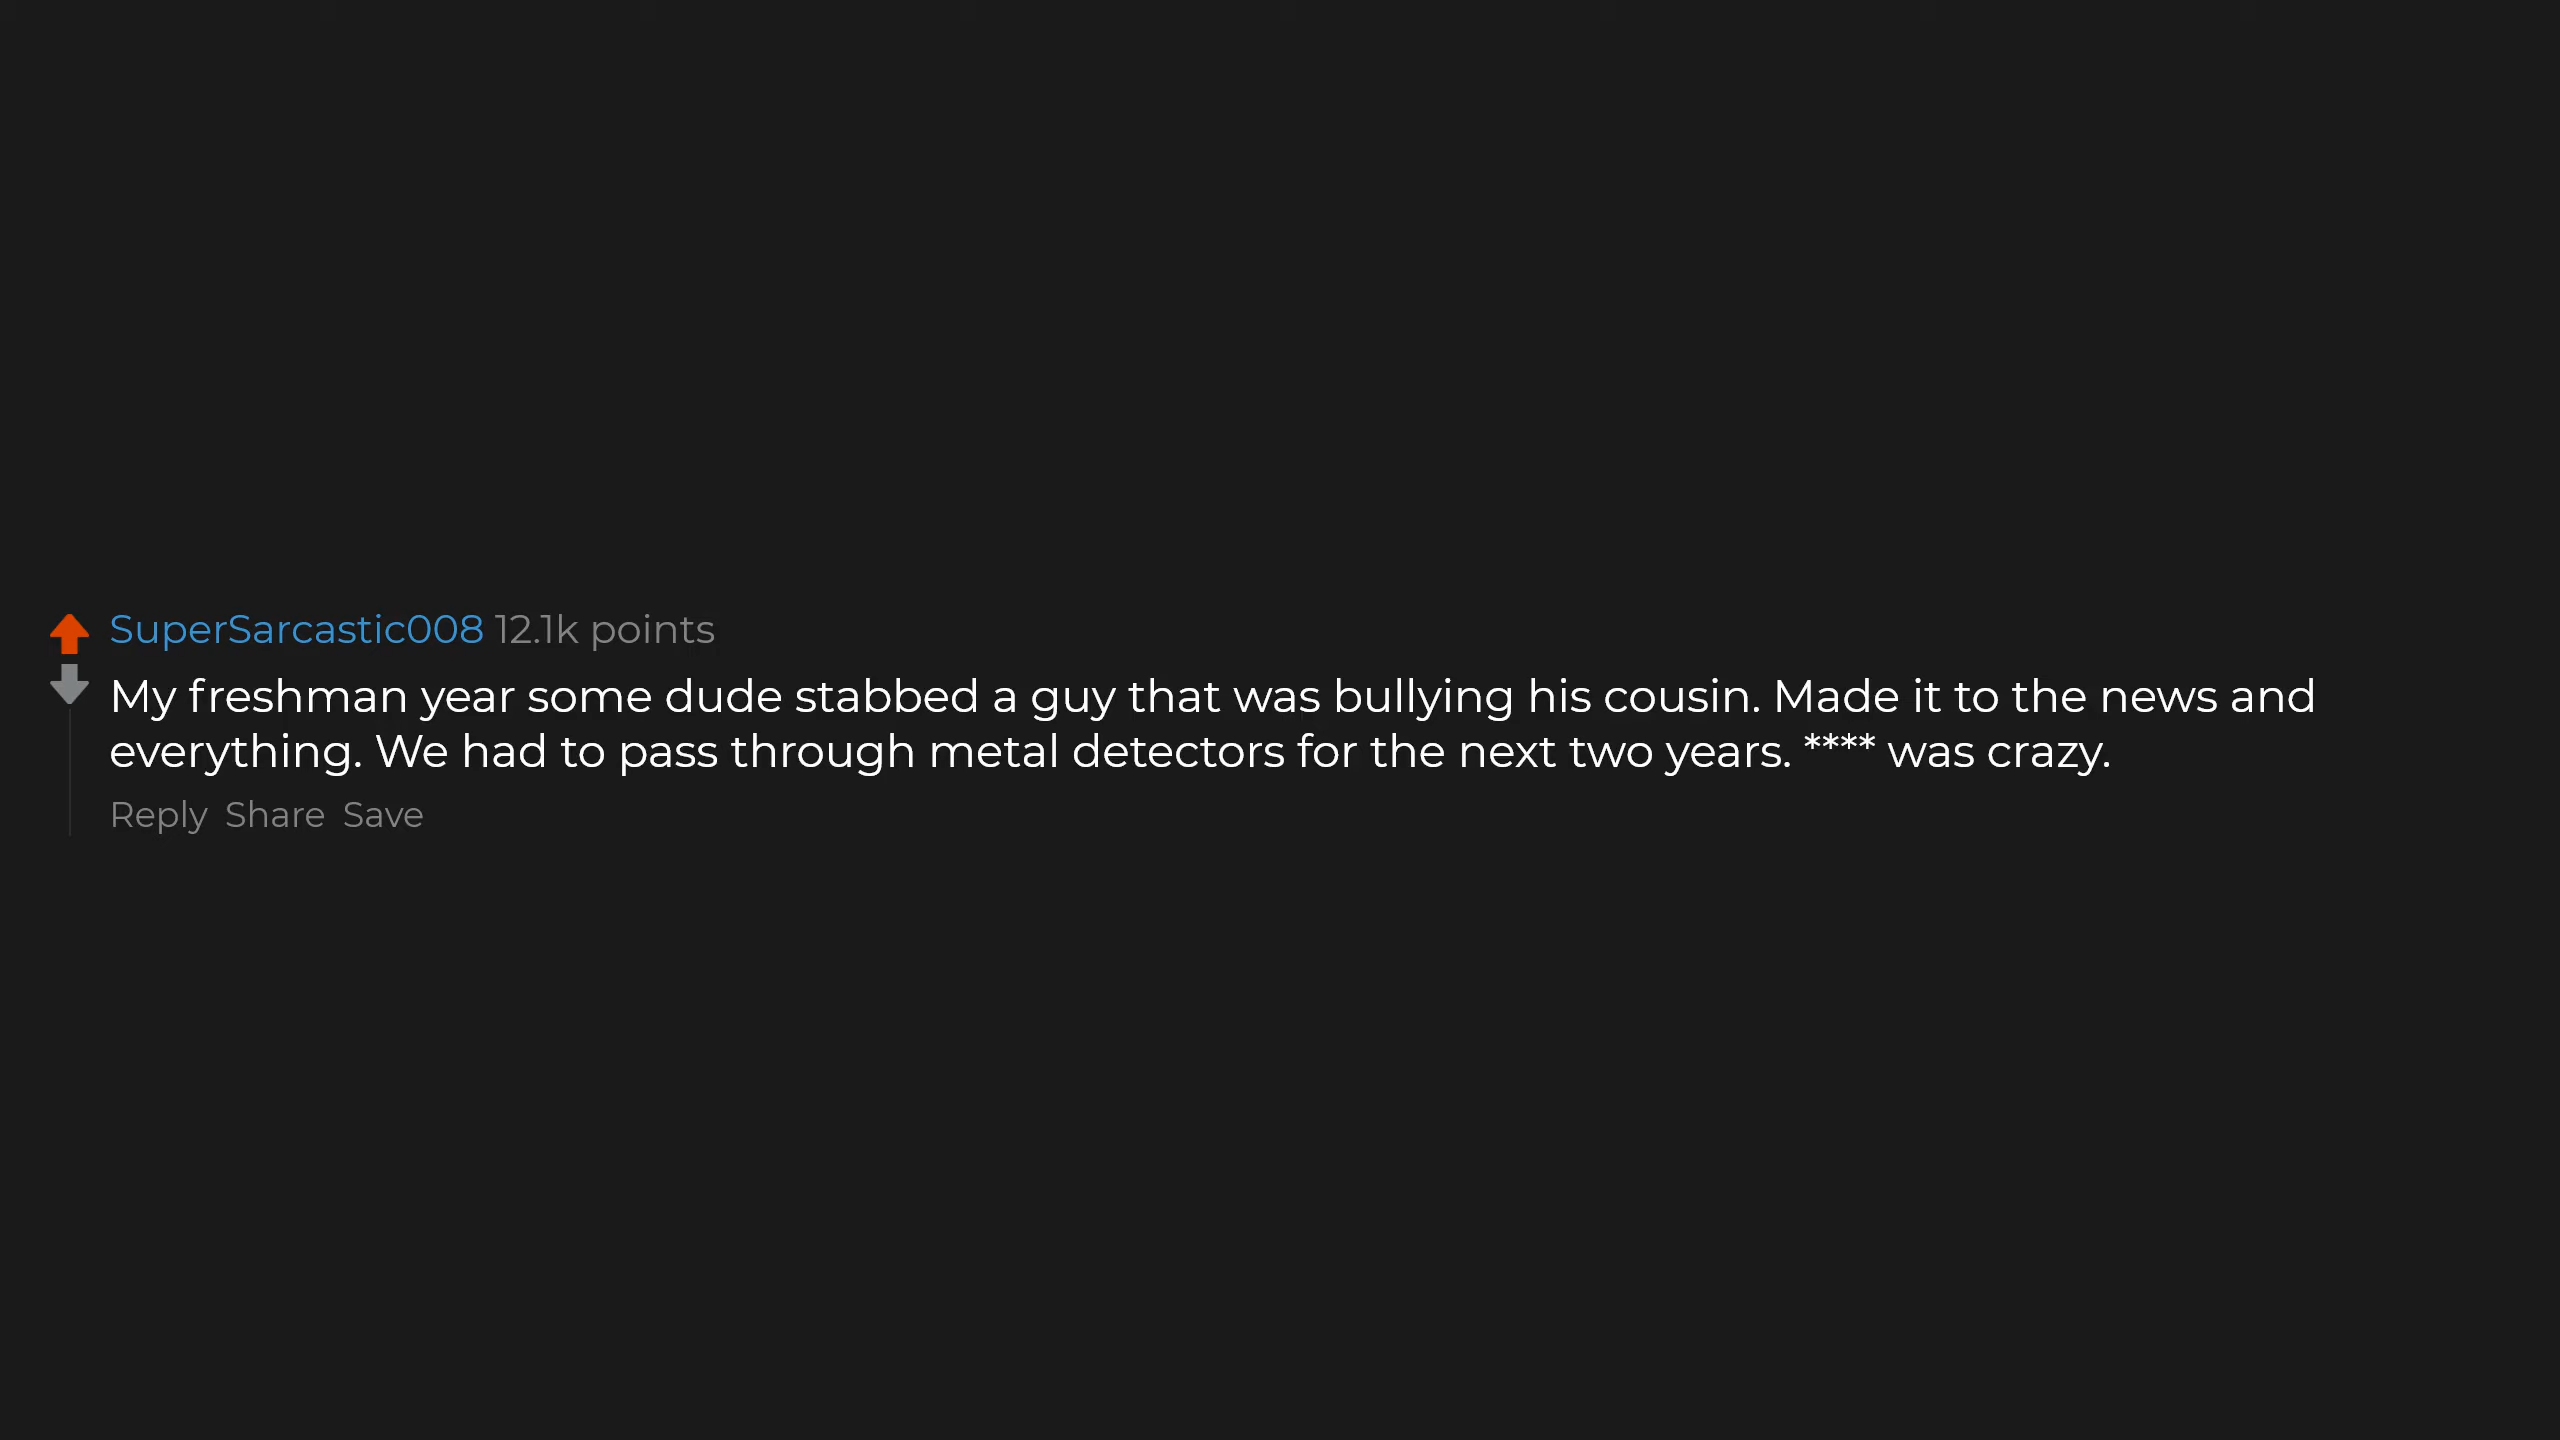 SuperSarcastic008 12.1k points
My freshman year some dude stabbed a guy that was bullying his cousin. Made it to the news and
everything. We had to pass through metal detectors for the next two years. **** was crazy.
Reply Share Save